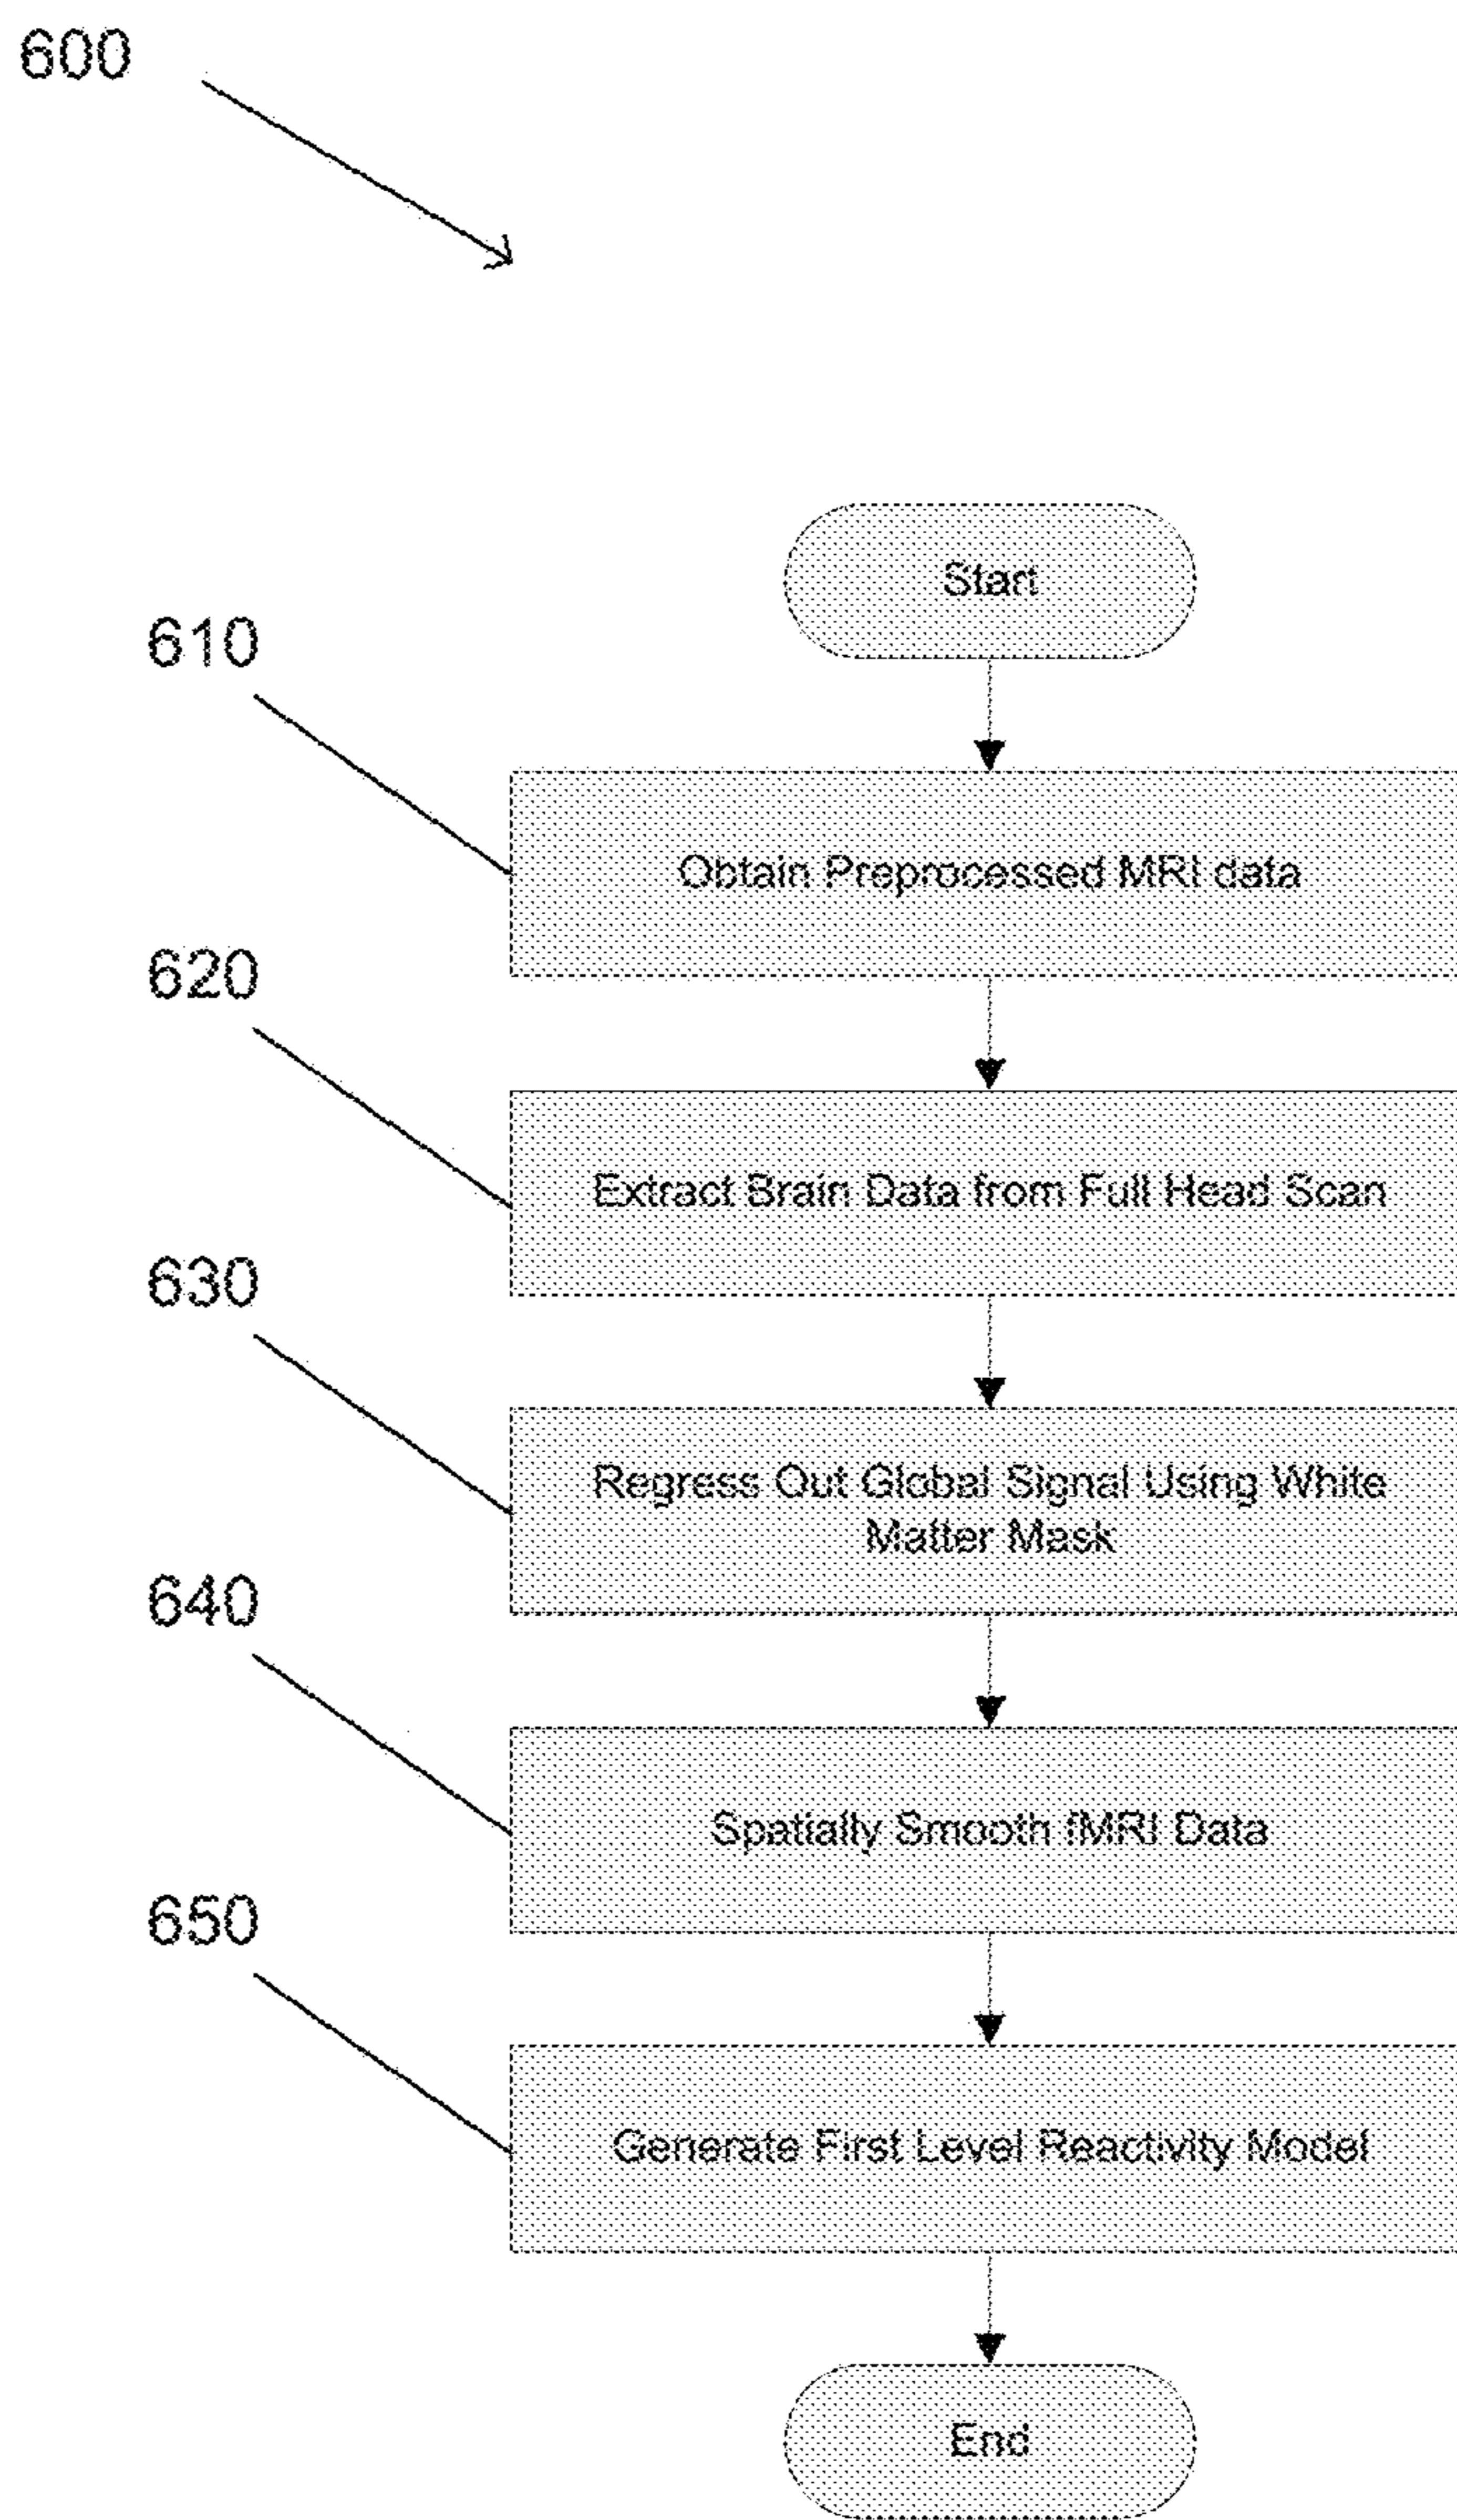 600
Start
610
Obtain Preprocessed MRI data
620
Extract Brain Data from Full Head Scan
630
Regress Out Global Signal Using White
Matter Mask
640
Spatially Smooth fMRI Data
650
Generate First Level Reactivity Model
End